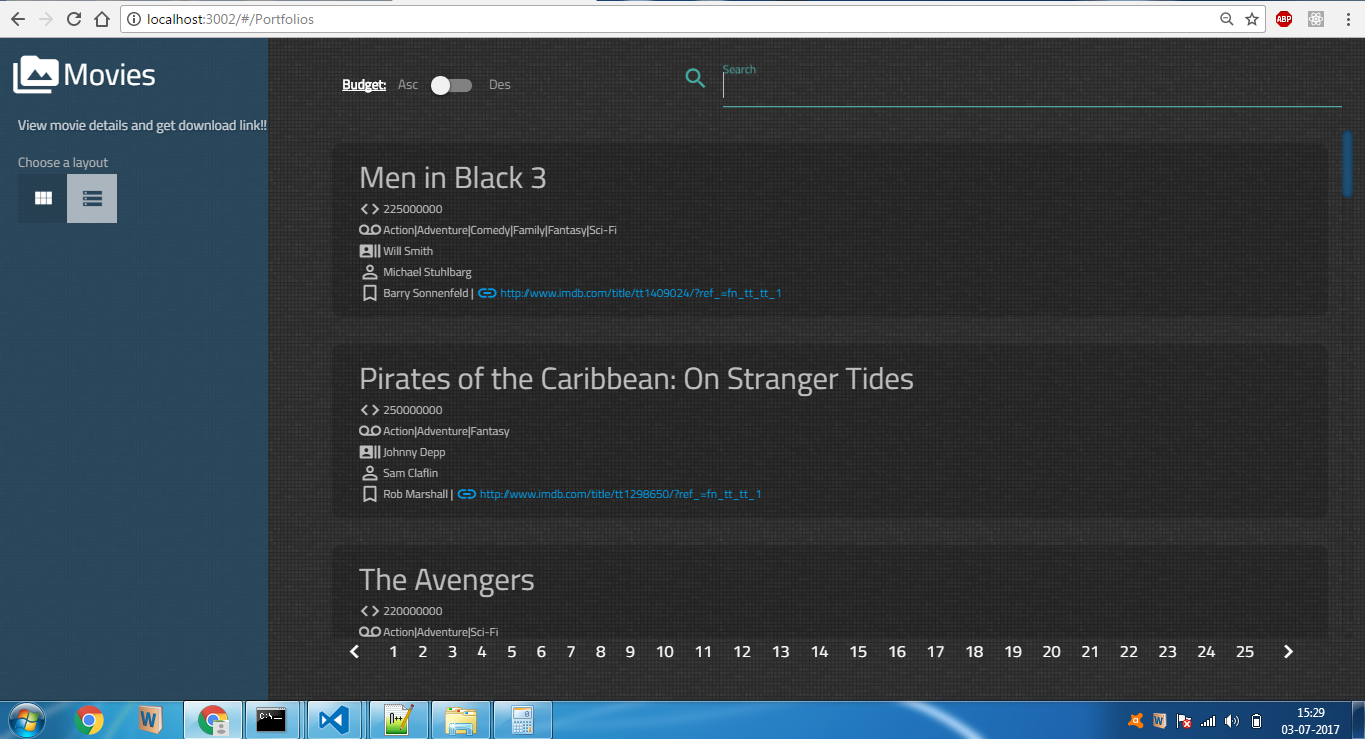 localhost:3002/#/Portfolios
ABP
Movies
View movie details and get download link!!
Choose a layout
Budget: Asc Des
Search
Men in Black 3
225000000
Action|Adventure|Comedy|Family|Fantasy|Sci-Fi
Will Smith
Michael Stuhlbarg
Barry Sonnenfeld | http://www.imdb.com/title/tt1409024/?ref_=fn_tt_tt_1
Pirates of the Caribbean: On Stranger Tides
250000000
Action|Adventure|Fantasy
Johnny Depp
Sam Claflin
Rob Marshall | http://www.imdb.com/title/tt1298650/?ref_=fn_tt_tt_1
The Avengers
220000000
Action|Adventure|Sci-Fi
1 2 3 4 5 6 7 8 9 10 11 12 13 14 15 16 17 18 19 20 21 22 23 24 25
15:29
03-07-2017